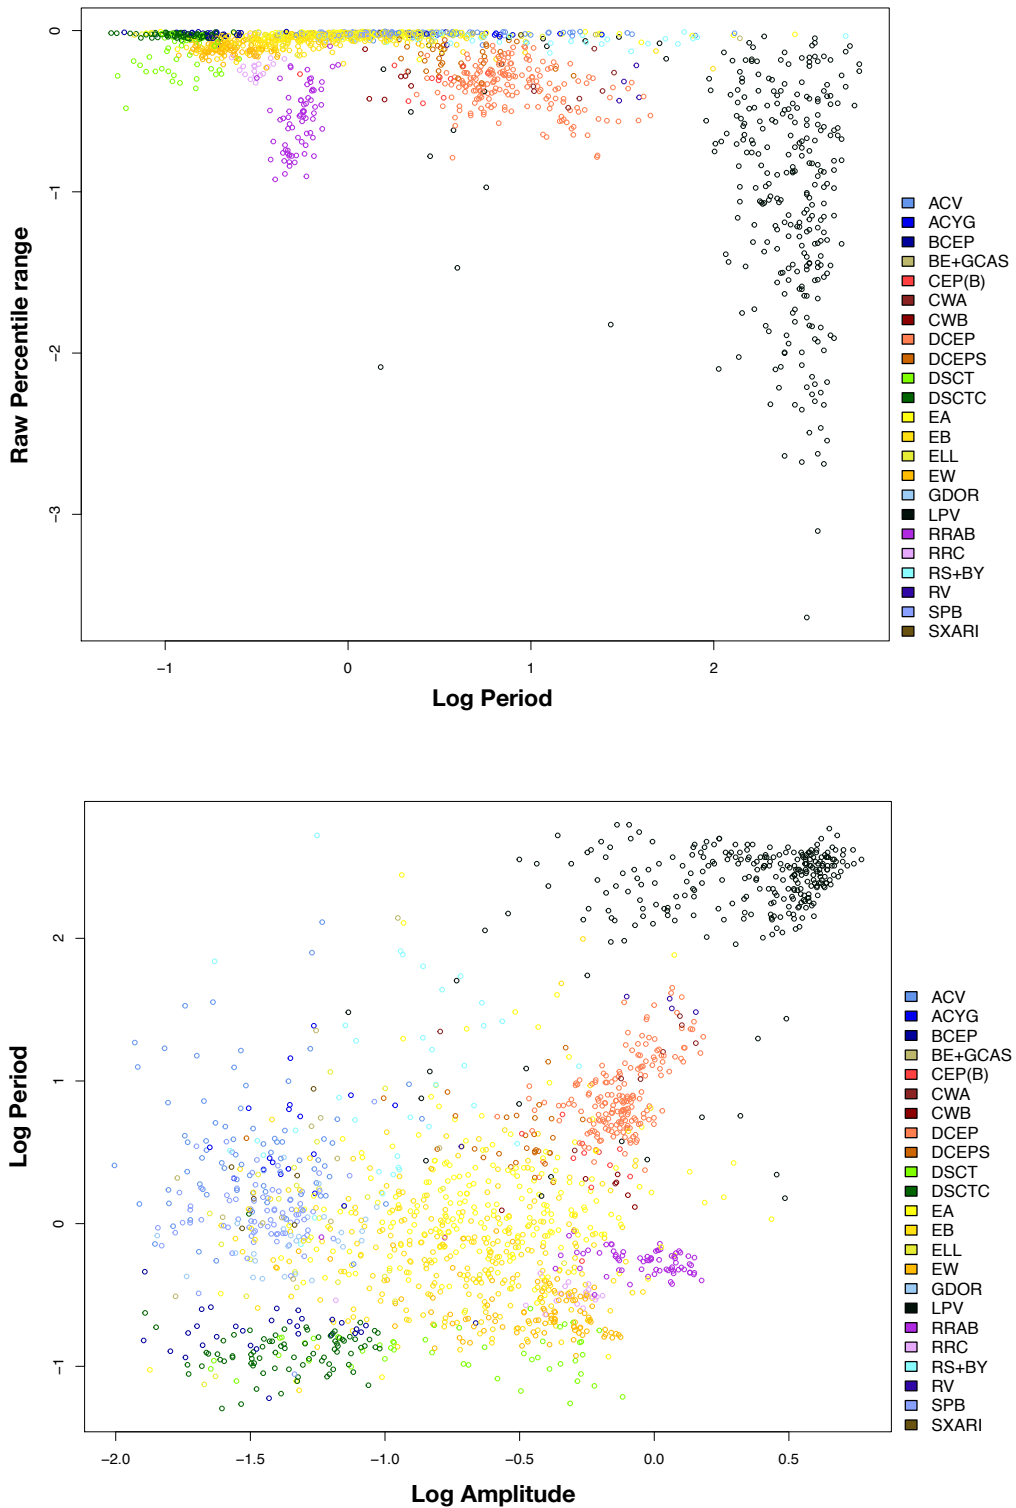 0
−1
−2
−3
Raw Percentile range
−1
0
1
2
Log Period
ACV
ACYG
BCEP
BE+GCAS
CEP(B)
CWA
CWB
DCEP
DCEPS
DSCT
DSCTC
EA
EB
ELL
EW
GDOR
LPV
RRAB
RRC
RS+BY
RV
SPB
SXARI
2
1
0
−1
Log Period
−2.0
−1.5
−1.0
−0.5
0.0
0.5
Log Amplitude
ACV
ACYG
BCEP
BE+GCAS
CEP(B)
CWA
CWB
DCEP
DCEPS
DSCT
DSCTC
EA
EB
ELL
EW
GDOR
LPV
RRAB
RRC
RS+BY
RV
SPB
SXARI